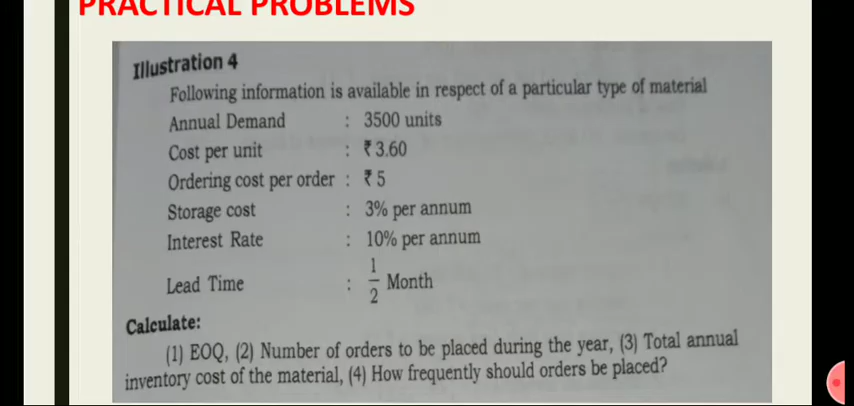 PRACTICAL PROBLEMS
Illustration 4
Following information is available in respect of a particular type of material
Annual Demand : 3500 units
Cost per unit : ₹ 3.60
Ordering cost per order : ₹ 5
Storage cost : 3% per annum
Interest Rate : 10% per annum
Lead Time : 1/2 Month
Calculate:
(1) EOQ, (2) Number of orders to be placed during the year, (3) Total annual
inventory cost of the material, (4) How frequently should orders be placed?